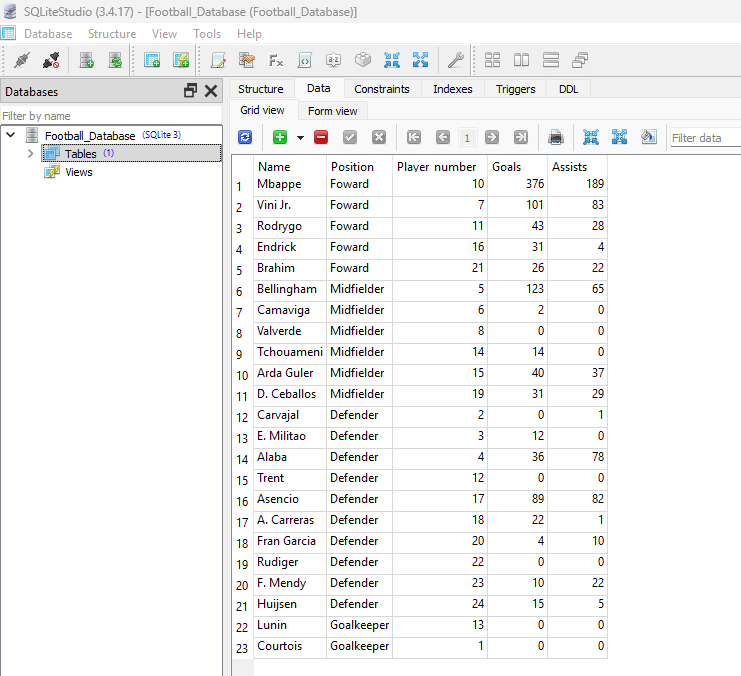 SQLiteStudio (3.4.17) - [Football_Database (Football_Database)]
Database Structure View Tools Help
Databases
Filter by name
Football_Database (SQLite 3)
Tables (1)
Views
Structure Data Constraints Indexes Triggers DDL
Grid view Form view
1 Filter data
Name Position Player_number Goals Assists
1 Mbappe Foward 10 376 189
2 Vini Jr. Foward 7 101 83
3 Rodrygo Foward 11 43 28
4 Endrick Foward 16 31 4
5 Brahim Foward 21 26 22
6 Bellingham Midfielder 5 123 65
7 Camaviga Midfielder 6 2 0
8 Valverde Midfielder 8 0 0
9 Tchouameni Midfielder 14 14 0
10 Arda Guler Midfielder 15 40 37
11 D. Ceballos Midfielder 19 31 29
12 Carvajal Defender 2 0 1
13 E. Militao Defender 3 12 0
14 Alaba Defender 4 36 78
15 Trent Defender 12 0 0
16 Asencio Defender 17 89 82
17 A. Carreras Defender 18 22 1
18 Fran Garcia Defender 20 4 10
19 Rudiger Defender 22 0 0
20 F. Mendy Defender 23 10 22
21 Huijsen Defender 24 15 5
22 Lunin Goalkeeper 13 0 0
23 Courtois Goalkeeper 1 0 0